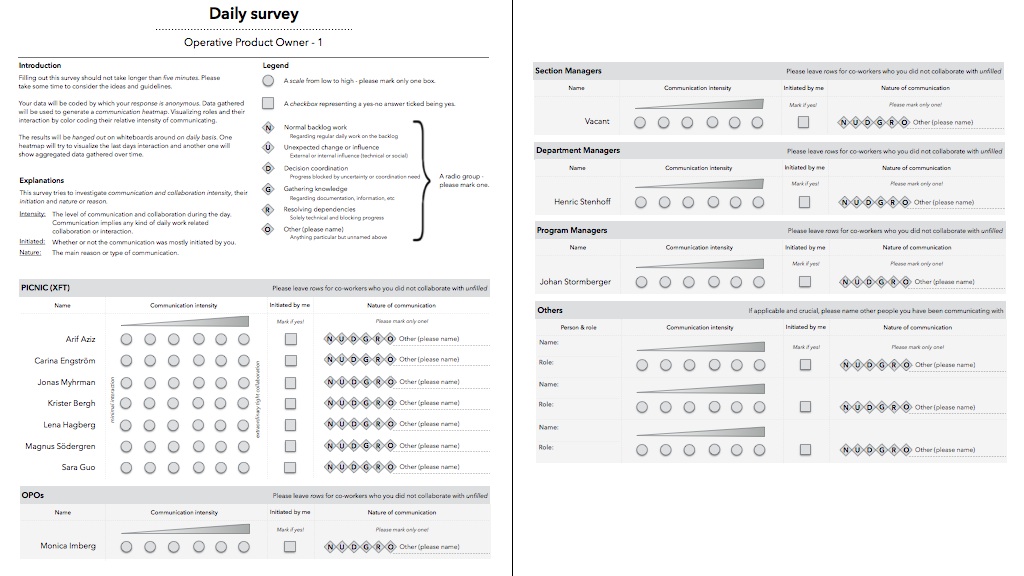 Daily survey
Operative Product Owner - 1
Introduction
Filling out this survey should not take longer than five minutes. Please
take some time to consider the ideas and guidelines.
Your data will be coded by which your response is anonymous. Data gathered
will be used to generate a communication heatmap. Visualizing roles and their
interaction by color coding their relative intensity of communicating.
The results will be hanged out on whiteboards around on daily basis. One
heatmap will try to visualize the last days interaction and another one will
show aggregated data gathered over time.
Explanations
This survey tries to investigate communication and collaboration intensity, their
initiation and nature or reason.
Intensity: The level of communication and collaboration during the day.
Communication implies any kind of daily work related
collaboration or interaction.
Initiated: Whether or not the communication was mostly initiated by you.
Nature: The main reason or type of communication.
Legend
A scale from low to high - please mark only one box.
A checkbox representing a yes-no answer ticked being yes.
N Normal backlog work
Regarding regular daily work on the backlog
U Unexpected change or influence
External or internal influence (technical or social)
D Decision coordination
Progress blocked by uncertainty or coordination need
G Gathering knowledge
Regarding documentation, information, etc
R Resolving dependencies
Solely technical and blocking progress
O Other (please name)
Anything particular but unnamed above
A radio group -
please mark one.
PICNIC (XFT) Please leave rows for co-workers who you did not collaborate with unfilled
Name Communication intensity Initiated by me Nature of communication
Mark if yes! Please mark only one!
minimal interaction
extraordinary tight collaboration
Arif Aziz N U D G R O Other (please name)
Carina Engström N U D G R O Other (please name)
Jonas Myhrman N U D G R O Other (please name)
Krister Bergh N U D G R O Other (please name)
Lena Hagberg N U D G R O Other (please name)
Magnus Södergren N U D G R O Other (please name)
Sara Guo N U D G R O Other (please name)
OPOs Please leave rows for co-workers who you did not collaborate with unfilled
Name Communication intensity Initiated by me Nature of communication
Mark if yes! Please mark only one!
Monica Imberg N U D G R O Other (please name)
Section Managers Please leave rows for co-workers who you did not collaborate with unfilled
Name Communication intensity Initiated by me Nature of communication
Mark if yes! Please mark only one!
Vacant N U D G R O Other (please name)
Department Managers Please leave rows for co-workers who you did not collaborate with unfilled
Name Communication intensity Initiated by me Nature of communication
Mark if yes! Please mark only one!
Henric Stenhoff N U D G R O Other (please name)
Program Managers Please leave rows for co-workers who you did not collaborate with unfilled
Name Communication intensity Initiated by me Nature of communication
Mark if yes! Please mark only one!
Johan Stormberger N U D G R O Other (please name)
Others If applicable and crucial, please name other people you have been communicating with
Person & role Communication intensity Initiated by me Nature of communication
Name: Mark if yes! Please mark only one!
Role: N U D G R O Other (please name)
Name:
Role: N U D G R O Other (please name)
Name:
Role: N U D G R O Other (please name)